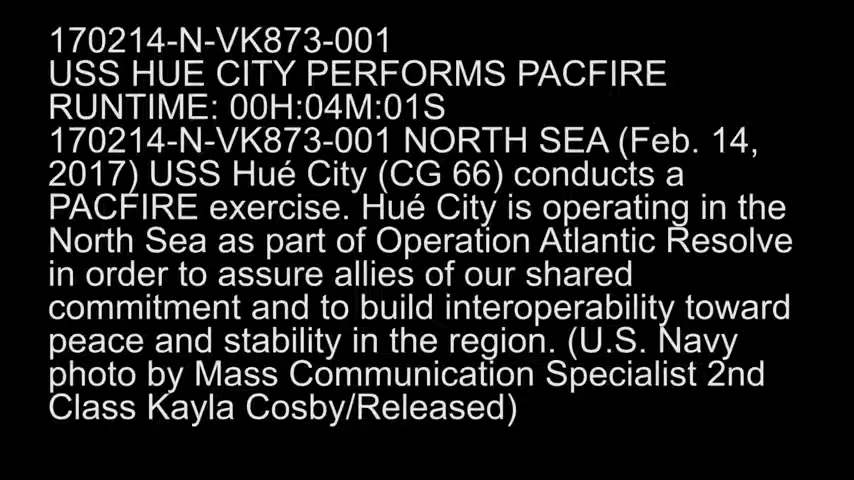 170214-N-VK873-001
USS HUE CITY PERFORMS PACFIRE
RUNTIME: 00H:04M:01S
170214-N-VK873-001 NORTH SEA (Feb. 14,
2017) USS Hué City (CG 66) conducts a
PACFIRE exercise. Hué City is operating in the
North Sea as part of Operation Atlantic Resolve
in order to assure allies of our shared
commitment and to build interoperability toward
peace and stability in the region. (U.S. Navy
photo by Mass Communication Specialist 2nd
Class Kayla Cosby/Released)